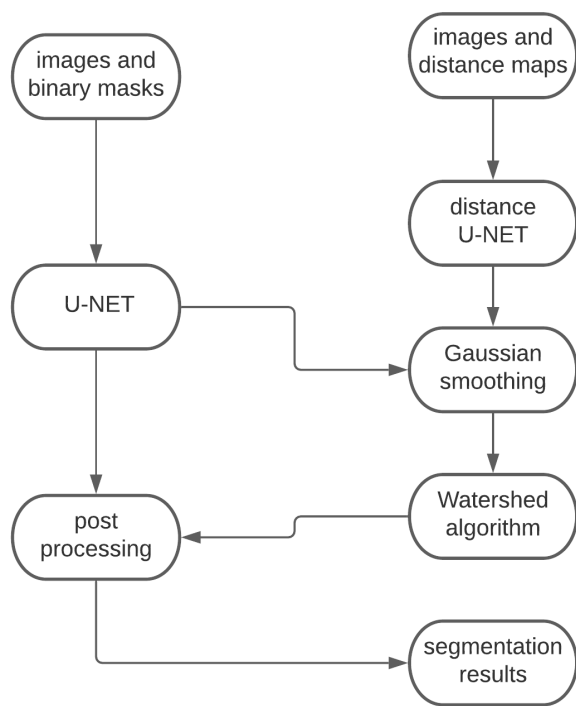 images and
binary masks
images and
distance maps
distance
U-NET
U-NET
Gaussian
smoothing
Watershed
algorithm
post
processing
segmentation
results